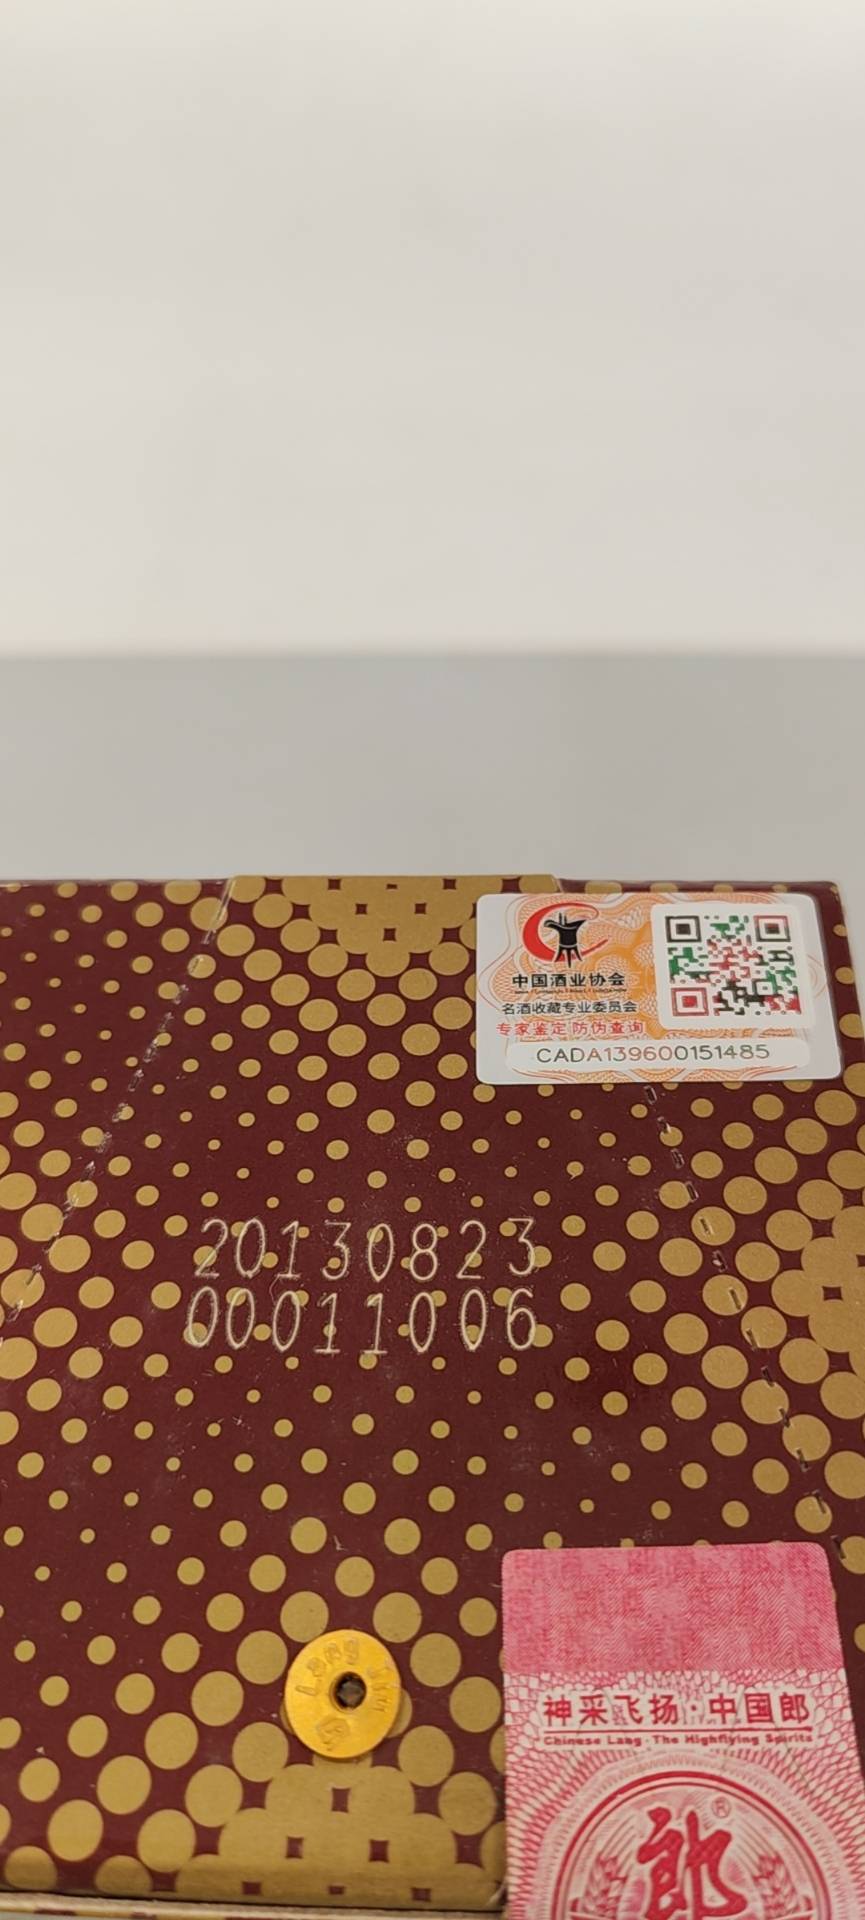 中国酒业协会
名酒收藏专业委员会
专家鉴定 防伪查询
CADA139600151485
20130823
00011006
神采飞扬·中国郎
Chinese Lang·The Highflying Spirits
郎®